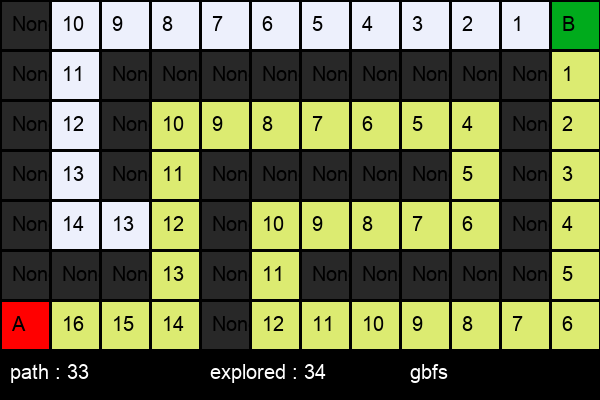 Non 10 9 8 7 6 5 4 3 2 1 B
Non 11 Non Non Non Non Non Non Non Non Non 1
Non 12 Non 10 9 8 7 6 5 4 Non 2
Non 13 Non 11 Non Non Non Non Non 5 Non 3
Non 14 13 12 Non 10 9 8 7 6 Non 4
Non Non Non 13 Non 11 Non Non Non Non Non 5
A 16 15 14 Non 12 11 10 9 8 7 6
path : 33 explored : 34 gbfs